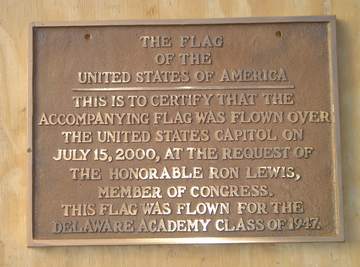 THE FLAG
OF THE
UNITED STATES OF AMERICA
THIS IS TO CERTIFY THAT THE
ACCOMPANYING FLAG WAS FLOWN OVER
THE UNITED STATES CAPITOL ON
JULY 15, 2000, AT THE REQUEST OF
THE HONORABLE RON LEWIS,
MEMBER OF CONGRESS.
THIS FLAG WAS FLOWN FOR THE
DELAWARE ACADEMY CLASS OF 1947.